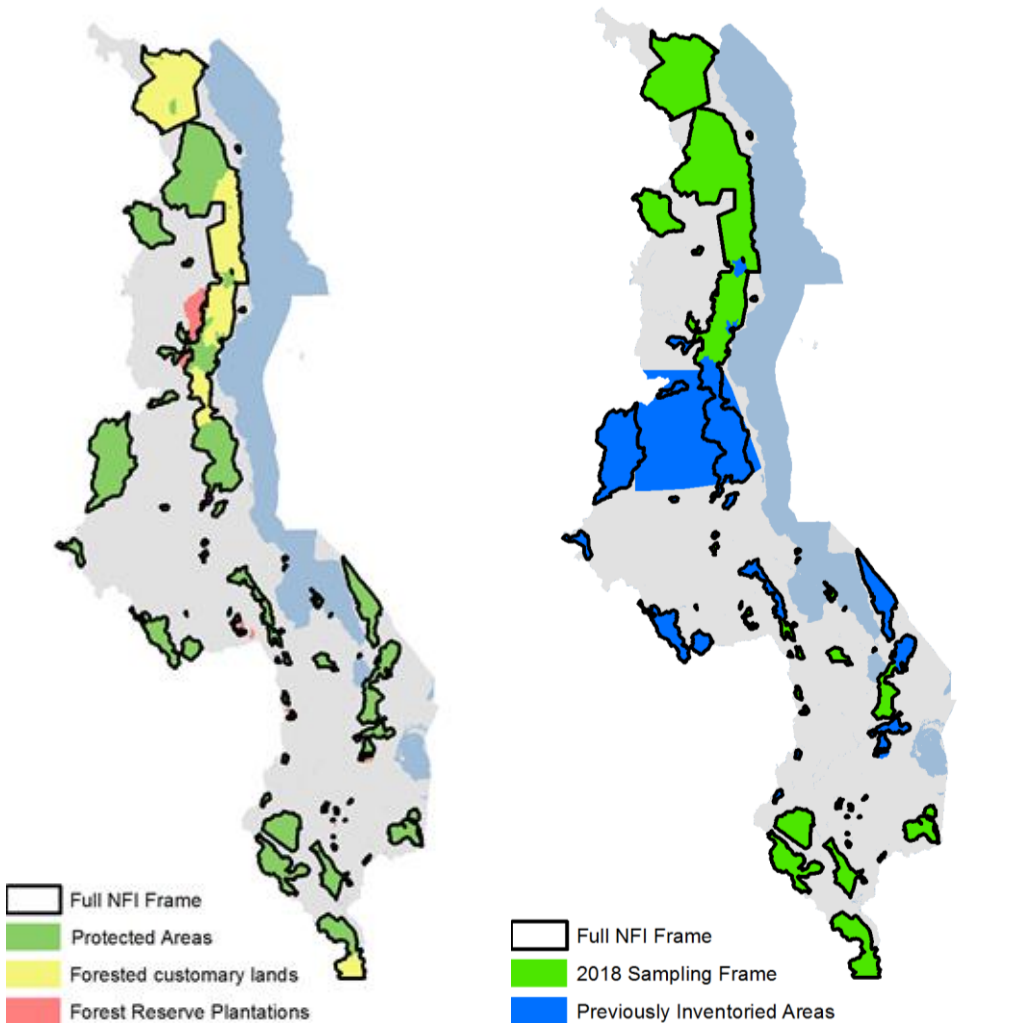 Full NFI Frame
Protected Areas
Forested customary lands
Forest Reserve Plantations
Full NFI Frame
2018 Sampling Frame
Previously Inventoried Areas